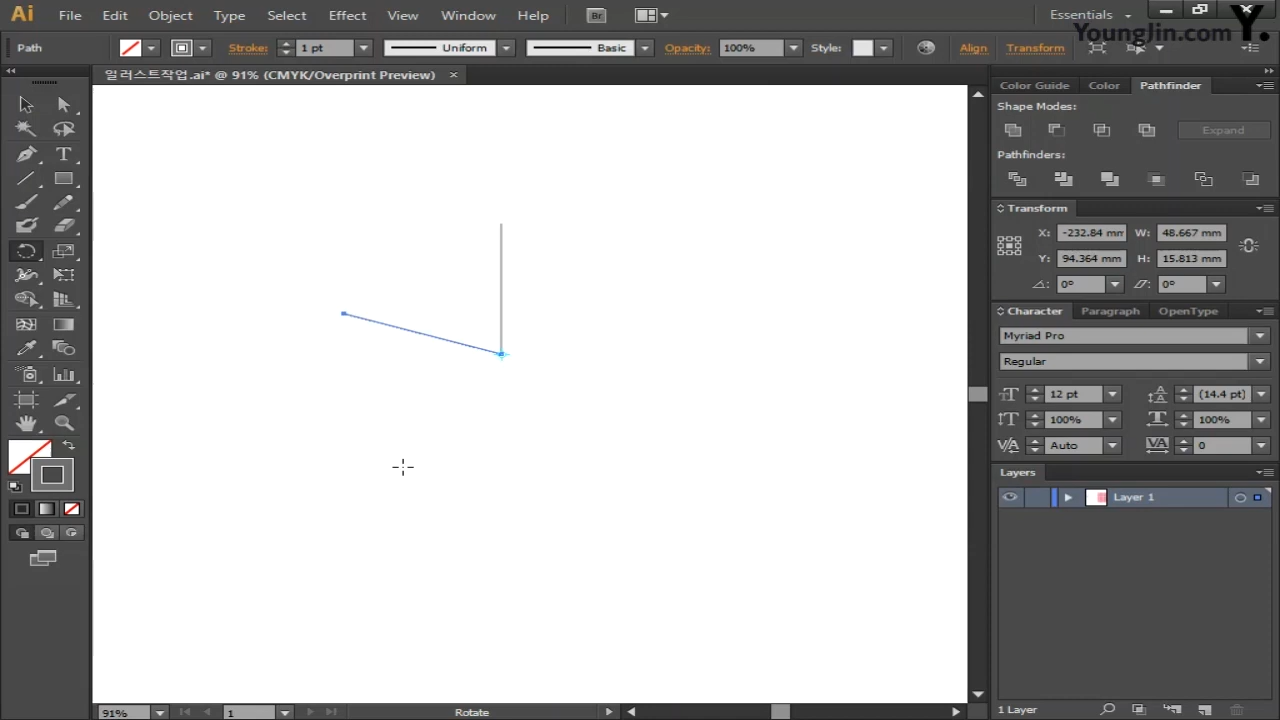 Ai File Edit Object Type Select Effect View Window Help Br Essentials
YoungJin.com Y.
Path Stroke: 1 pt Uniform Basic Opacity: 100% Style: Align Transform
일러스트작업.ai* @ 91% (CMYK/Overprint Preview) ×
Color Guide Color Pathfinder
Shape Modes:
Expand
Pathfinders:
Transform
X: -232.84 mm W: 48.667 mm
Y: 94.364 mm H: 15.813 mm
0° 0°
Character Paragraph OpenType
Myriad Pro
Regular
12 pt (14.4 pt)
100% 100%
Auto 0
Layers
Layer 1
91% 1 Rotate 1 Layer